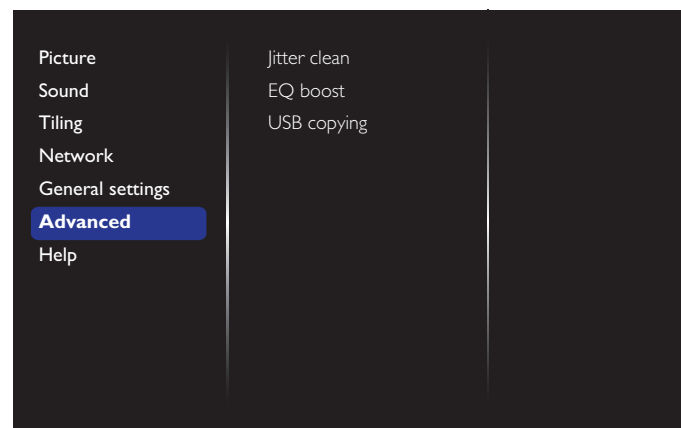 Picture
Sound
Tiling
Network
General settings
Advanced
Help
Jitter clean
EQ boost
USB copying